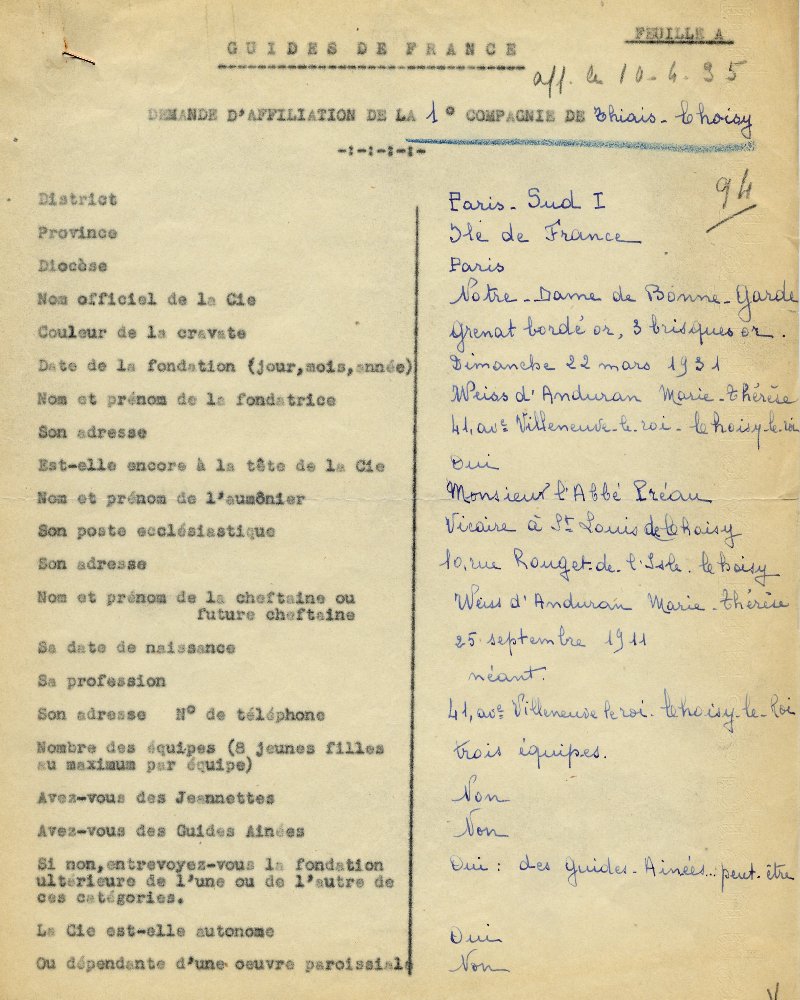 FEUILLE A
GUIDES DE FRANCE
aff. le 10-4-35
DEMANDE D'AFFILIATION DE LA 1° COMPAGNIE DE Thiais-Choisy
-:-:-:-:-
94
District Paris-Sud I
Province Ile de France
Diocèse Paris
Nom officiel de la Cie Notre-Dame de Bonne-Garde
Couleur de la cravate Grenat bordé or, 3 brisques or.
Date de la fondation (jour,mois,année) Dimanche 22 mars 1931
Nom et prénom de la fondatrice Weiss d'Anduran Marie-Thérèse
Son adresse 41, ave Villeneuve-le-roi-Choisy-le-roi
Est-elle encore à la tête de la Cie Oui
Nom et prénom de l'aumônier Monsieur l'Abbé Préau
Son poste ecclésiastique Vicaire à St Louis de Choisy
Son adresse 10, rue Rouget-de-l'Isle. Choisy
Nom et prénom de la cheftaine ou Weiss d'Anduran Marie-Thérèse
future cheftaine
Sa date de naissance 25 septembre 1911
Sa profession néant.
Son adresse N° de téléphone 41, ave Villeneuve le roi. Choisy-le-Roi
Nombre des équipes (8 jeunes filles trois équipes.
au maximum par équipe)
Avez-vous des Jeannettes Non
Avez-vous des Guides Ainées Non
Si non,entrevoyez-vous la fondation Oui : des Guides-Ainées...peut-être
ultérieure de l'une ou de l'autre de
ces catégories.
La Cie est-elle autonome Oui
Ou dépendante d'une oeuvre paroissiale Non